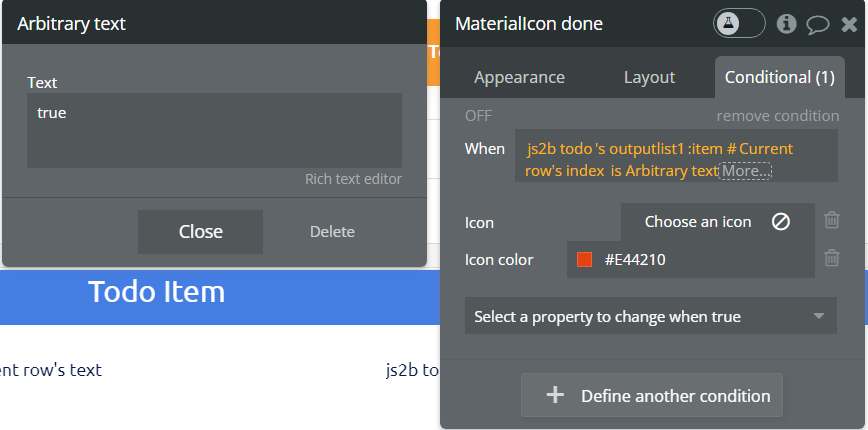 Arbitrary text
Text
true
Rich text editor
Close
Delete
MaterialIcon done
Appearance
Layout
Conditional (1)
OFF
remove condition
When
js2b todo's outputlist1:item #Current
row's index is Arbitrary textMore...
Icon
Choose an icon
Icon color
#E44210
Select a property to change when true
Define another condition
Todo Item
ent row's text
js2b to